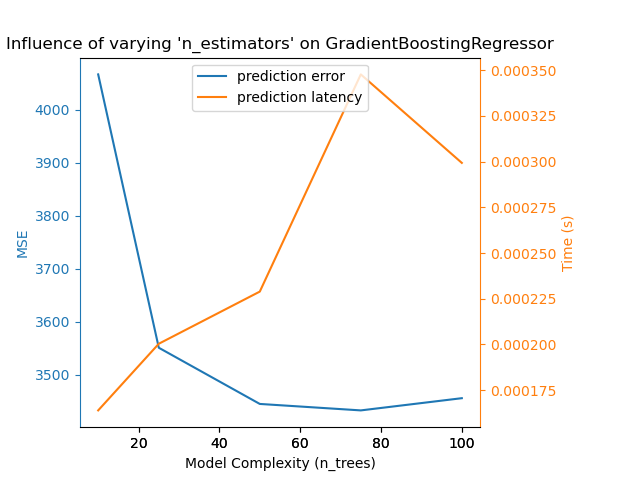 Influence of varying 'n_estimators' on GradientBoostingRegressor
prediction error
prediction latency
4000
3900
3800
3700
3600
3500
MSE
0.000350
0.000325
0.000300
0.000275
0.000250
0.000225
0.000200
0.000175
Time (s)
20 40 60 80 100
Model Complexity (n_trees)